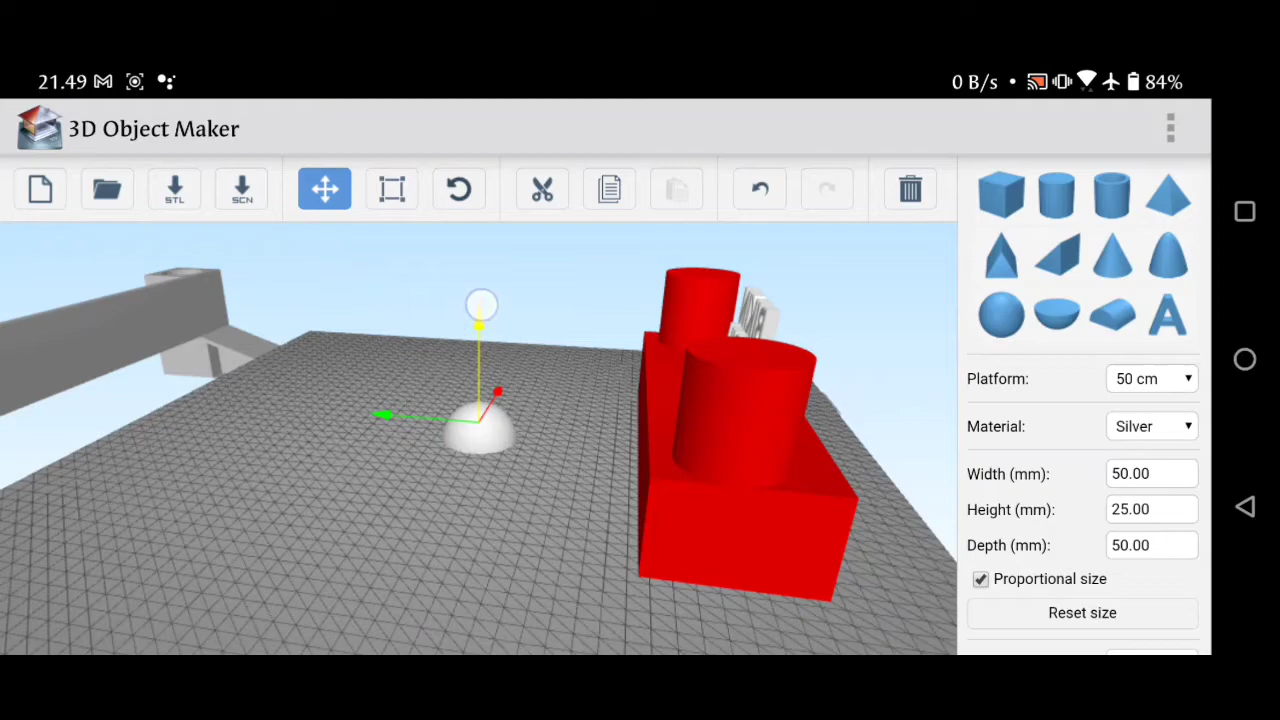 21.49
0 B/s • 84%
3D Object Maker
STL
SCN
A
Platform: 50 cm
Material: Silver
Width (mm): 50.00
Height (mm): 25.00
Depth (mm): 50.00
Proportional size
Reset size